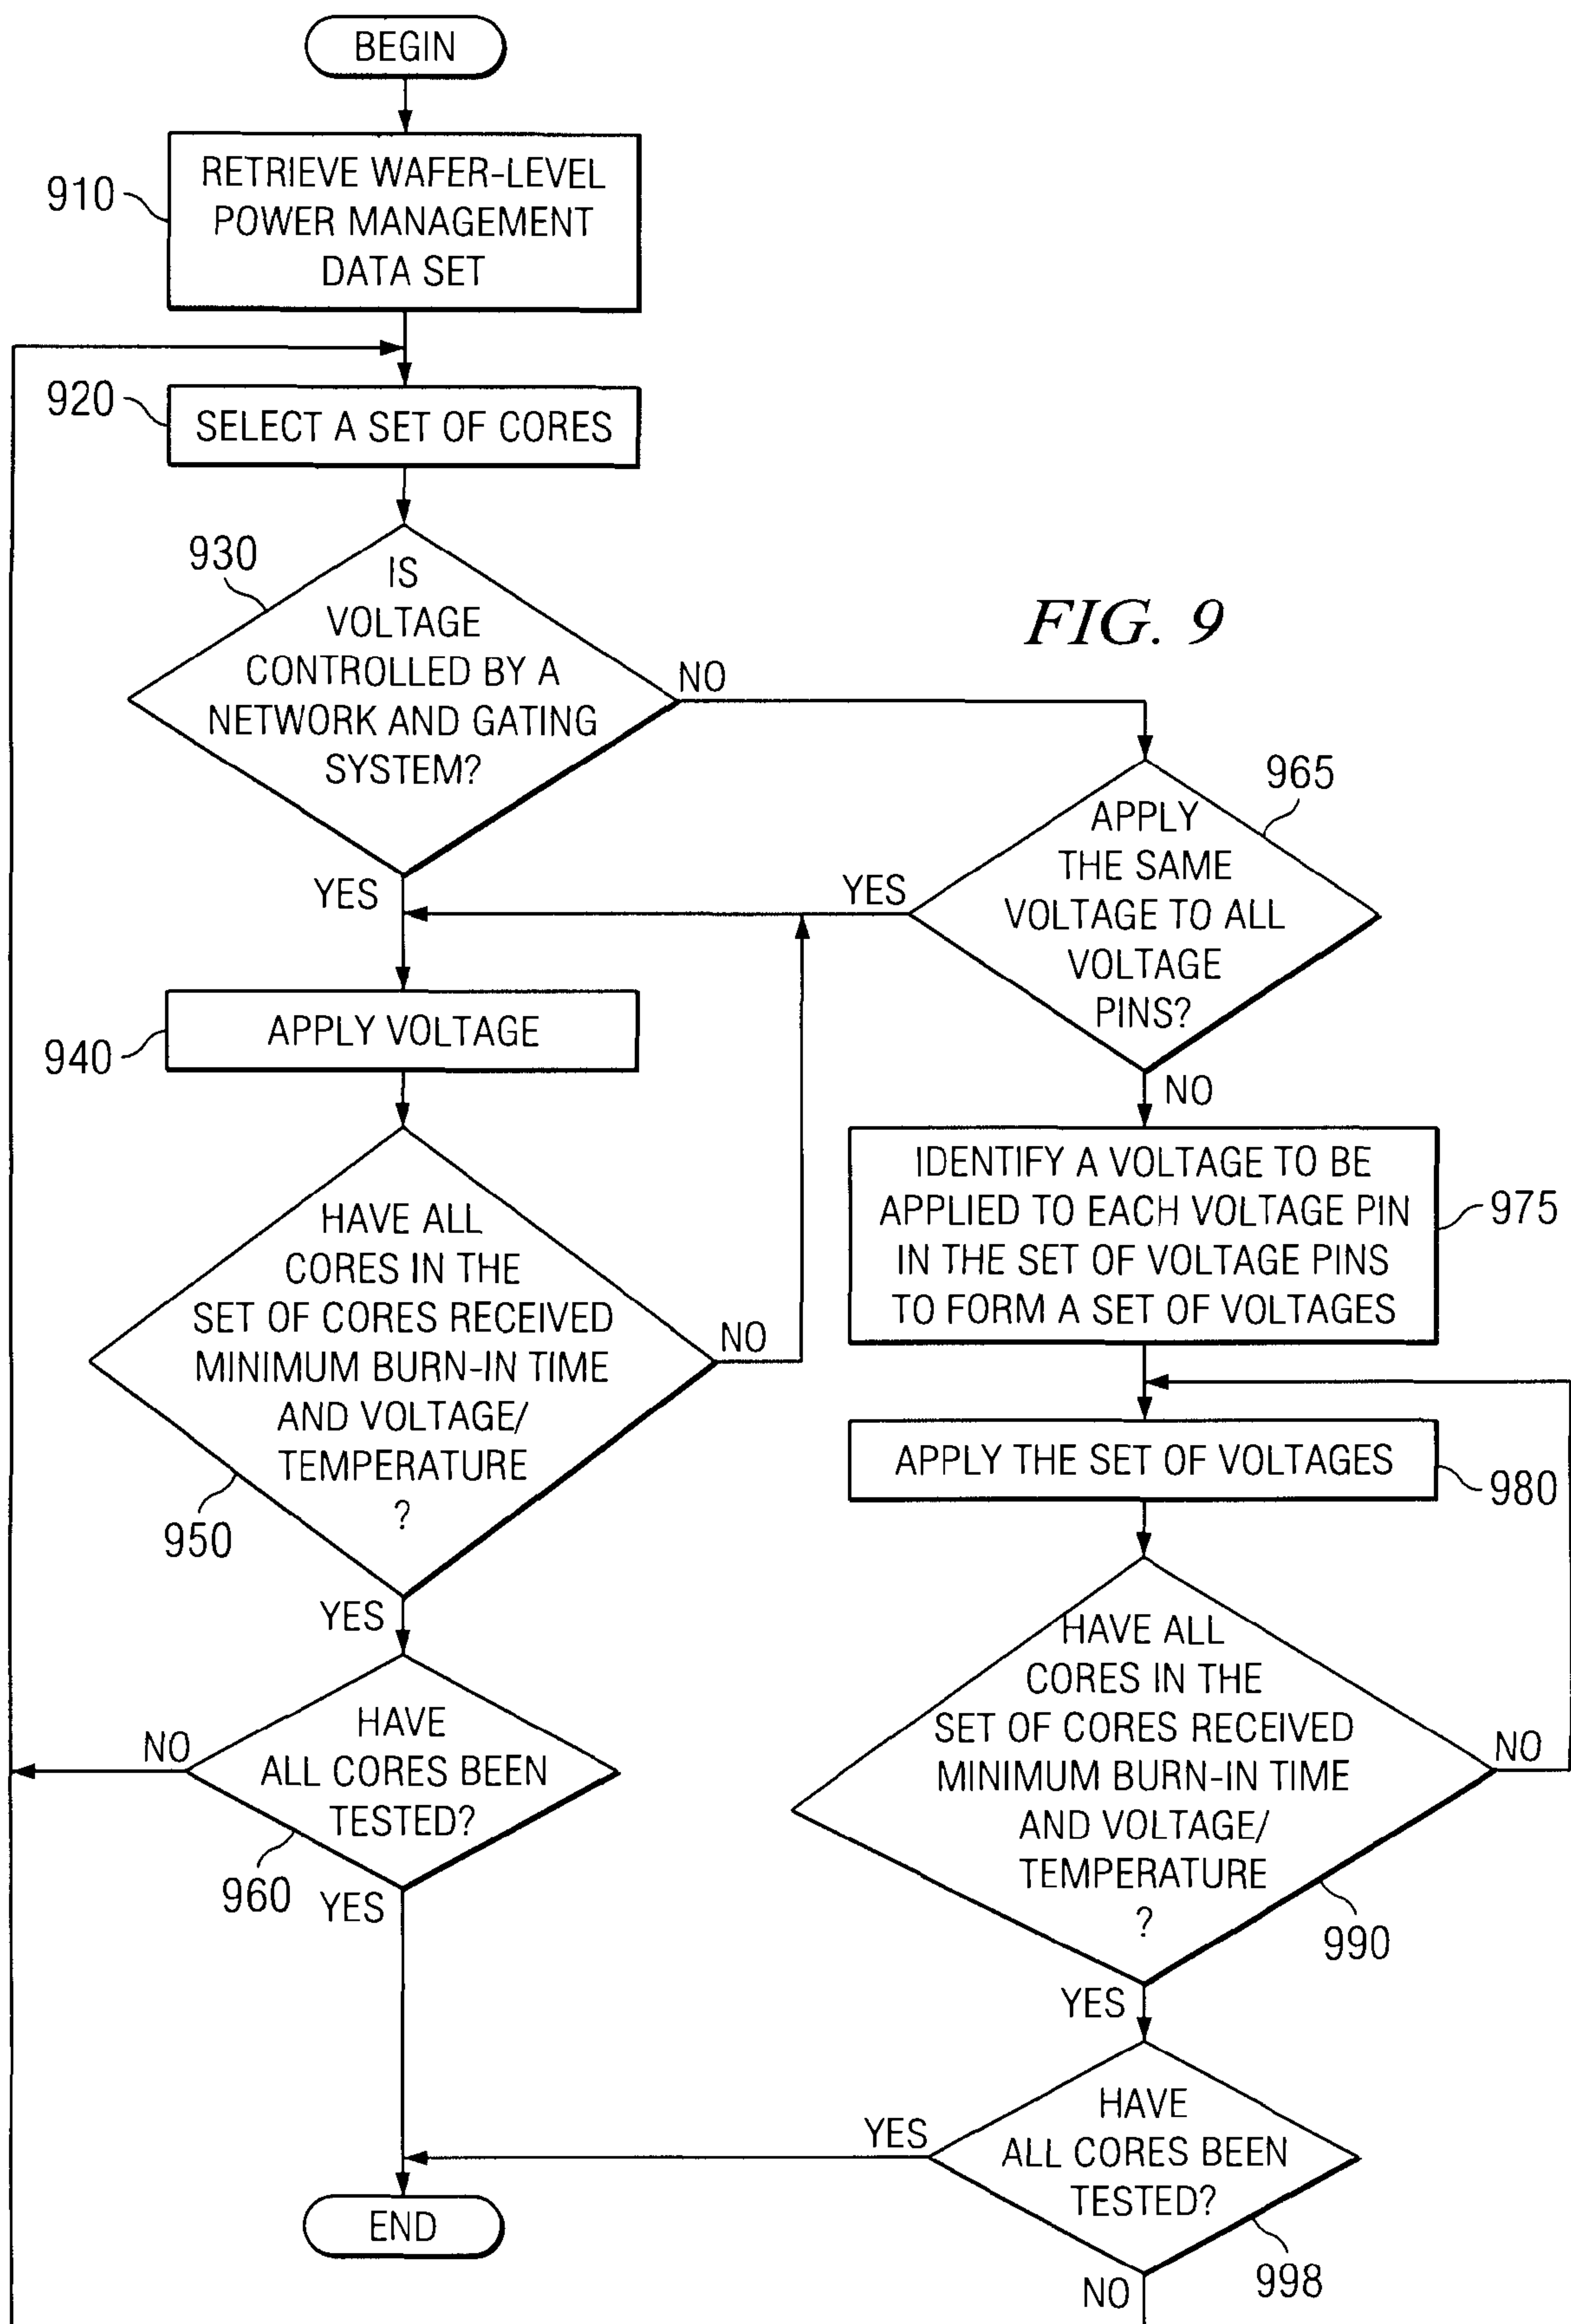 BEGIN
910
RETRIEVE WAFER-LEVEL
POWER MANAGEMENT
DATA SET
920
SELECT A SET OF CORES
930
IS
VOLTAGE
CONTROLLED BY A
NETWORK AND GATING
SYSTEM?
NO
YES
FIG. 9
965
APPLY
THE SAME
VOLTAGE TO ALL
VOLTAGE
PINS?
YES
NO
940
APPLY VOLTAGE
HAVE ALL
CORES IN THE
SET OF CORES RECEIVED
MINIMUM BURN-IN TIME
AND VOLTAGE/
TEMPERATURE
?
NO
950
YES
975
IDENTIFY A VOLTAGE TO BE
APPLIED TO EACH VOLTAGE PIN
IN THE SET OF VOLTAGE PINS
TO FORM A SET OF VOLTAGES
APPLY THE SET OF VOLTAGES
980
HAVE ALL
CORES IN THE
SET OF CORES RECEIVED
MINIMUM BURN-IN TIME
AND VOLTAGE/
TEMPERATURE
?
NO
990
YES
HAVE
ALL CORES BEEN
TESTED?
NO
960
YES
HAVE
ALL CORES BEEN
TESTED?
YES
998
NO
END